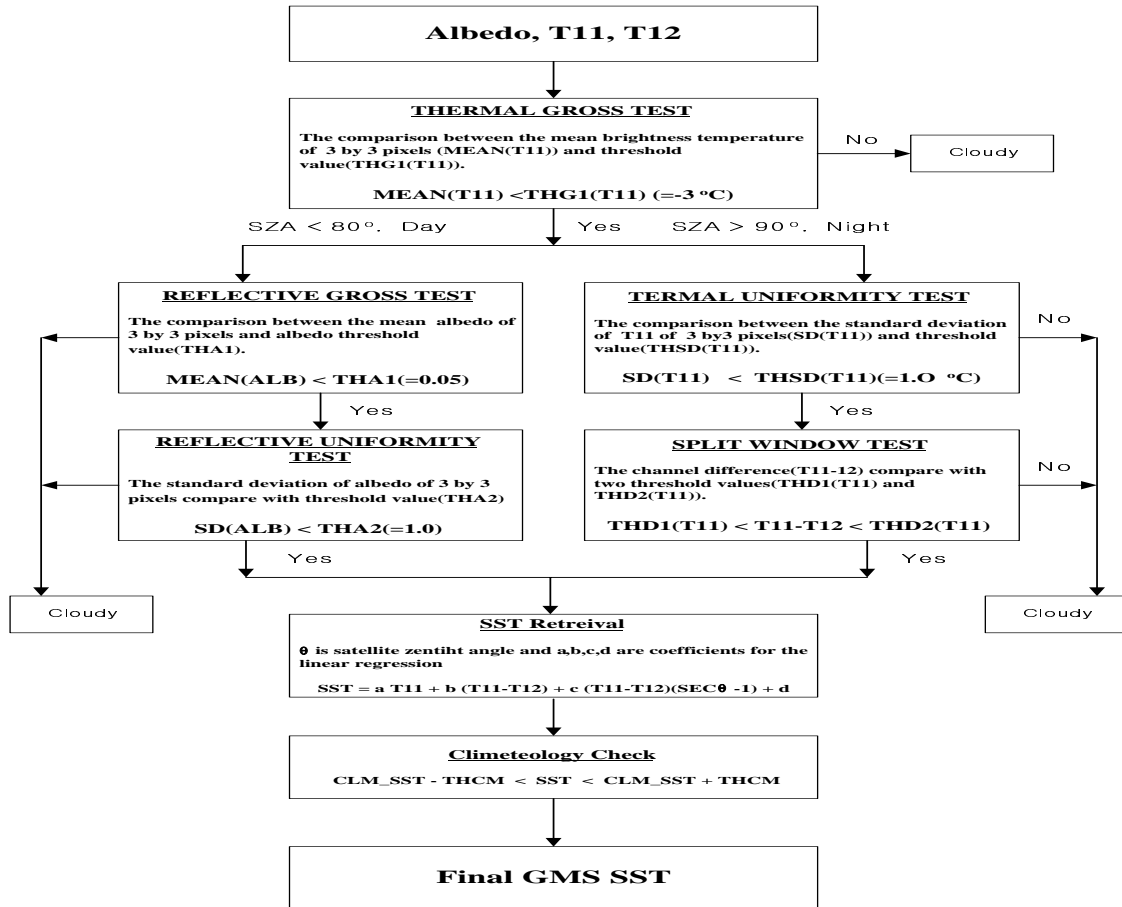 Albedo, T11, T12
THERMAL GROSS TEST
The comparison between the mean brightness temperature
of 3 by 3 pixels (MEAN(T11)) and threshold
value(THG1(T11)).
MEAN(T11) <THG1(T11) (=-3 °C)
No
Cloudy
SZA < 80°, Day
Yes
SZA > 90°, Night
REFLECTIVE GROSS TEST
The comparison between the mean albedo of
3 by 3 pixels and albedo threshold
value(THA1).
MEAN(ALB) < THA1(=0.05)
Yes
REFLECTIVE UNIFORMITY
TEST
The standard deviation of albedo of 3 by 3
pixels compare with threshold value(THA2)
SD(ALB) < THA2(=1.0)
Yes
Cloudy
TERMAL UNIFORMITY TEST
The comparison between the standard deviation
of T11 of 3 by3 pixels(SD(T11)) and threshold
value(THSD(T11)).
SD(T11) < THSD(T11)(=1.O °C)
No
Yes
SPLIT WINDOW TEST
The channel difference(T11-12) compare with
two threshold values(THD1(T11) and
THD2(T11)).
THD1(T11) < T11-T12 < THD2(T11)
No
Yes
Cloudy
SST Retreival
θ is satellite zentiht angle and a,b,c,d are coefficients for the
linear regression
SST = a T11 + b (T11-T12) + c (T11-T12)(SECθ -1) + d
Climeteology Check
CLM_SST - THCM < SST < CLM_SST + THCM
Final GMS SST